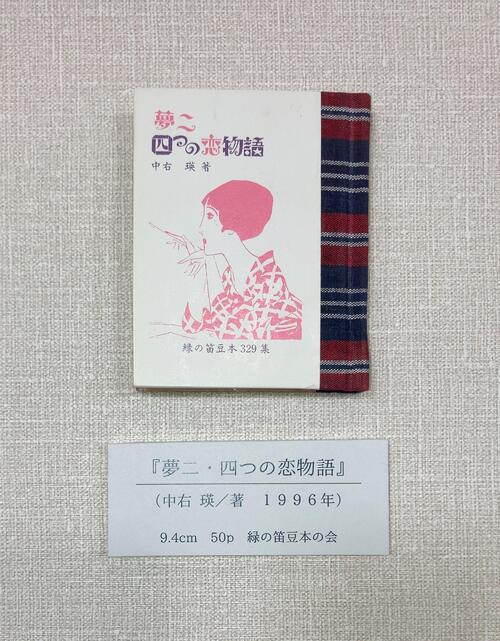 夢二
四つの恋物語
中右 瑛 著
緑の笛豆本329集
『夢二・四つの恋物語』
（中右 瑛／著 １９９６年）
9.4cm 50p 緑の笛豆本の会